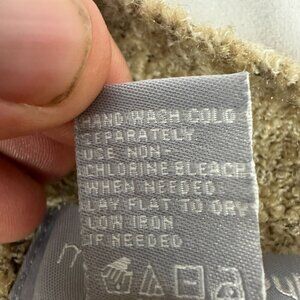 HAND WASH COLD
SEPARATELY
USE NON-
CHLORINE BLEACH
WHEN NEEDED
LAY FLAT TO DRY
LOW IRON
IF NEEDED